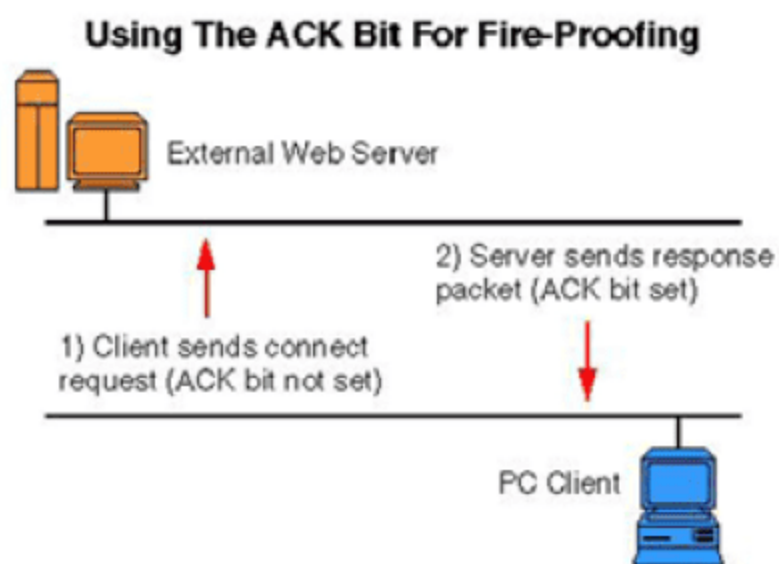 Using The ACK Bit For Fire-Proofing
External Web Server
2) Server sends response
packet (ACK bit set)
1) Client sends connect
request (ACK bit not set)
PC Client